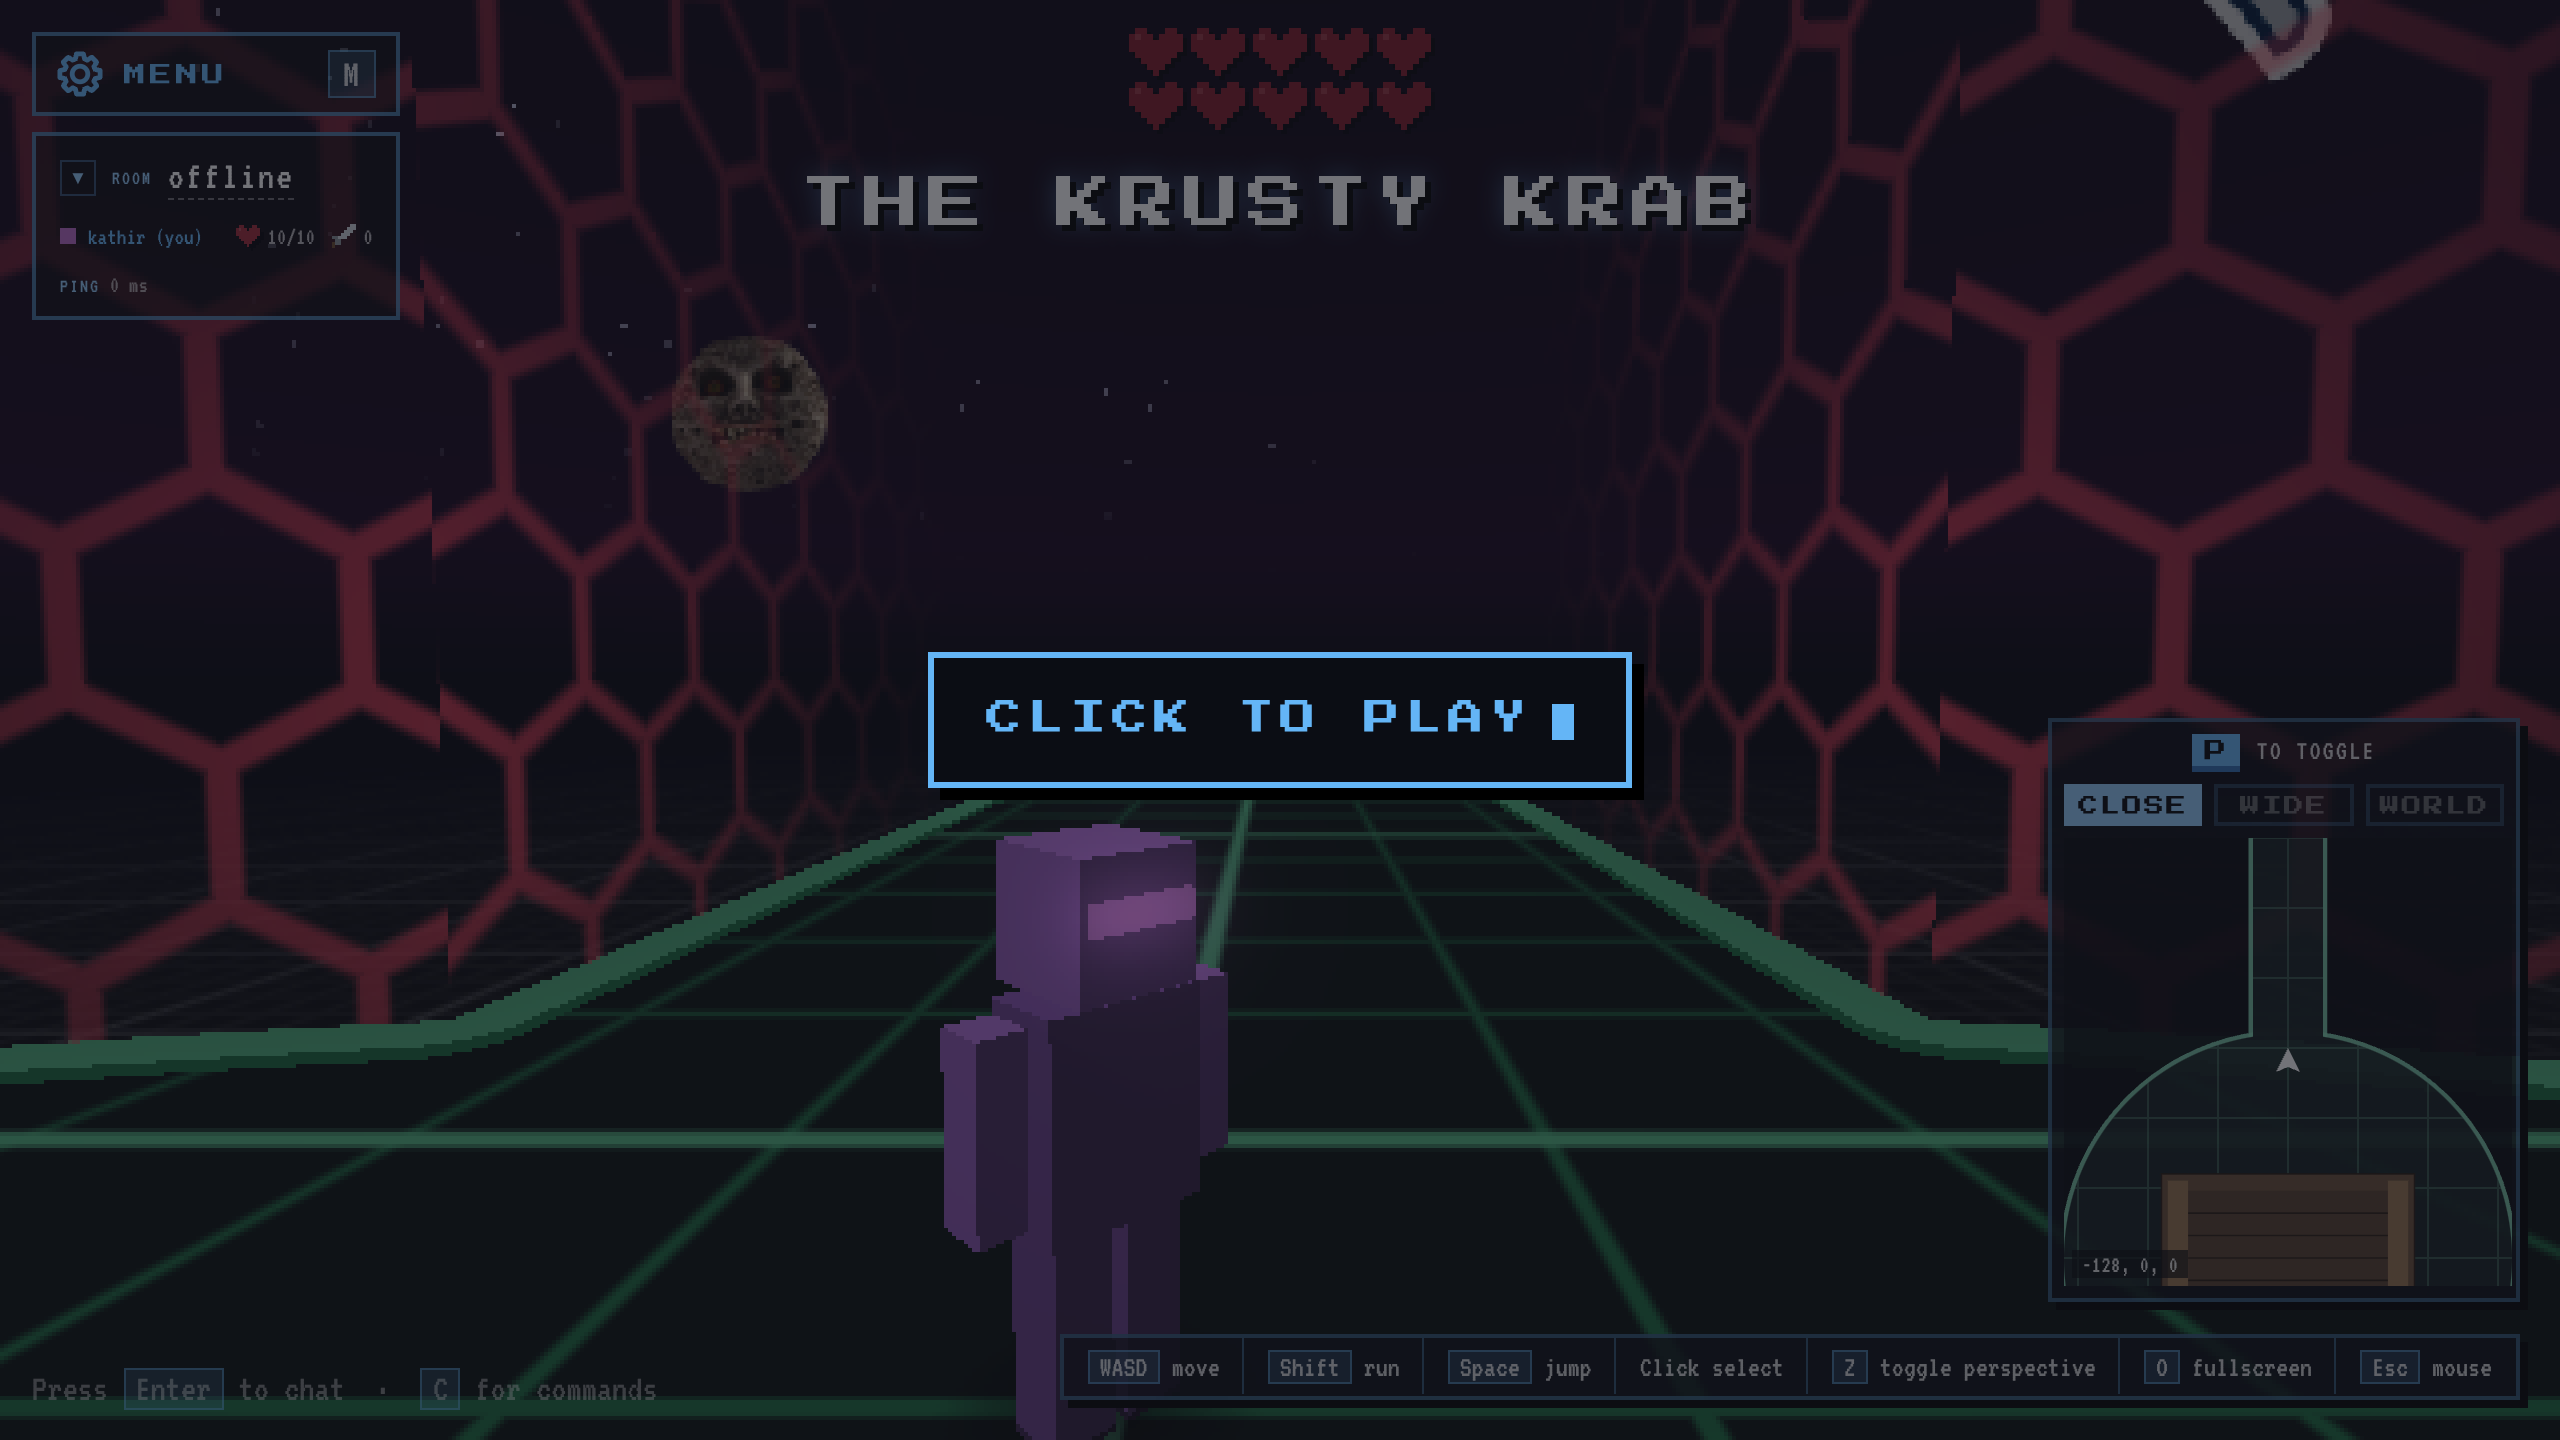 MENU M
▼ ROOM offline
kathir (you) 10/10 0
PING 0 ms
THE KRUSTY KRAB
CLICK TO PLAY
P TO TOGGLE
CLOSE WIDE WORLD
-128, 0, 0
WASD move Shift run Space jump Click select Z toggle perspective O fullscreen Esc mouse
Press Enter to chat · C for commands